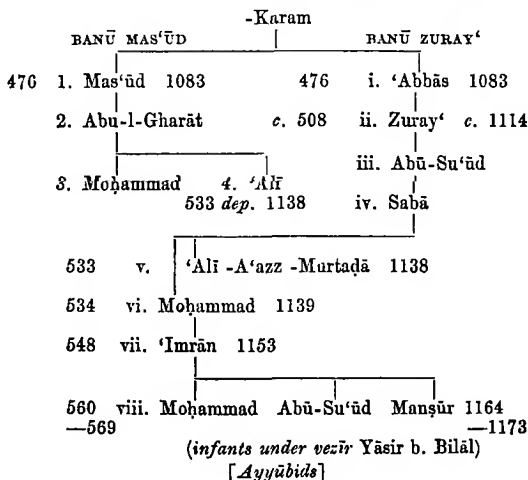 -Karam
BANŪ MAS‘ŪD BANŪ ZURAY‘
476 1. Mas‘ūd 1083 476 i. ‘Abbās 1083
2. Abu-l-Gharāt c. 508 ii. Zuray‘ c. 1114
iii. Abū-Su‘ūd
3. Moḥammad 4. ‘Alī
533 dep. 1138 iv. Sabā
533 v. ‘Alī -A‘azz -Murtaḍā 1138
534 vi. Moḥammad 1139
548 vii. ‘Imrān 1153
560 viii. Moḥammad Abū-Su‘ūd Manṣūr 1164
—569 —1173
(infants under vezīr Yāsir b. Bilāl)
[Ayyūbids]